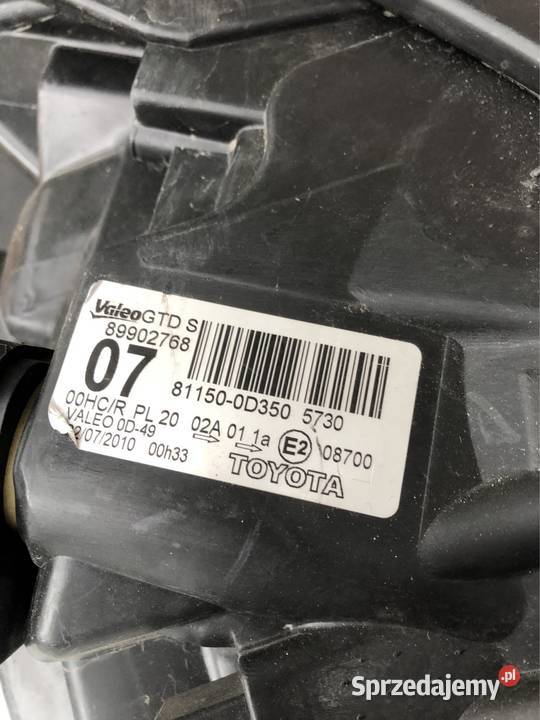 Valeo GTD S
89902768
07
81150-0D350 5730
00HC/R PL 20 02A 01 1a E2 08700
VALEO 0D-49
/07/2010 00h33
TOYOTA
Sprzedajemy.pl